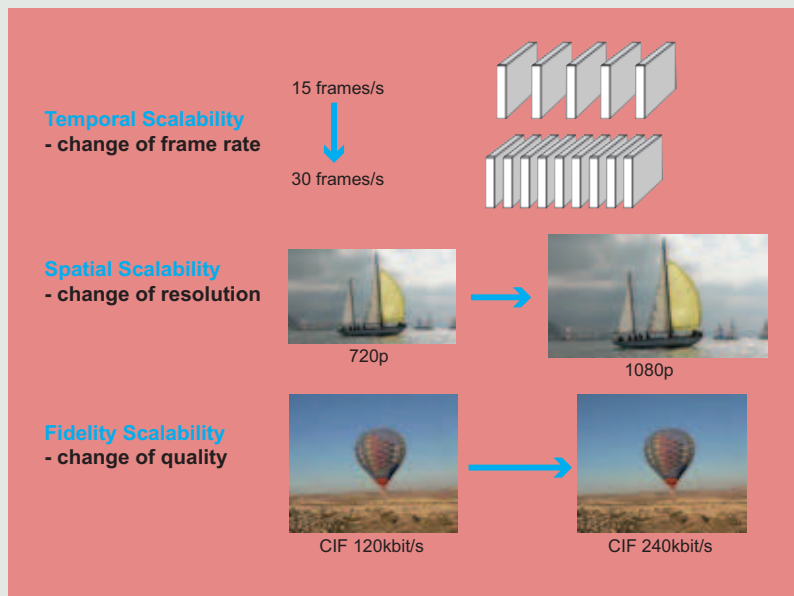 Temporal Scalability
- change of frame rate
15 frames/s
30 frames/s
Spatial Scalability
- change of resolution
720p
1080p
Fidelity Scalability
- change of quality
CIF 120kbit/s
CIF 240kbit/s